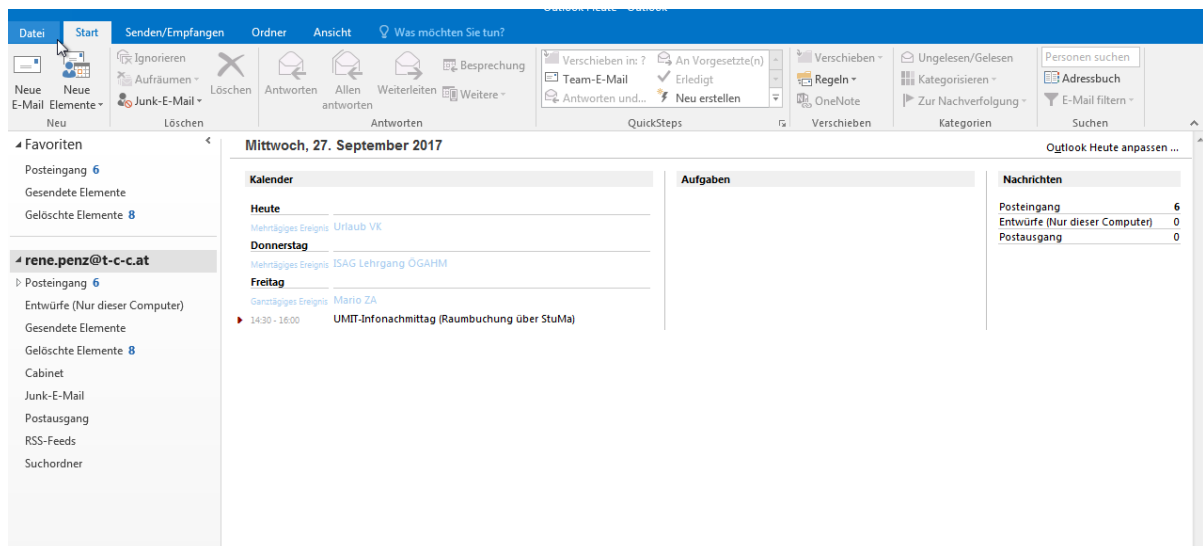 Outlook Heute - Outlook
Datei Start Senden/Empfangen Ordner Ansicht Was möchten Sie tun?
Neue E-Mail
Neue Elemente
Neu
Ignorieren
Aufräumen
Junk-E-Mail
Löschen
Löschen
Antworten
Allen antworten
Weiterleiten
Besprechung
Weitere
Antworten
Verschieben in: ?
Team-E-Mail
Antworten und...
An Vorgesetzte(n)
Erledigt
Neu erstellen
QuickSteps
Verschieben
Regeln
OneNote
Verschieben
Ungelesen/Gelesen
Kategorisieren
Zur Nachverfolgung
Kategorien
Personen suchen
Adressbuch
E-Mail filtern
Suchen
Favoriten
Posteingang 6
Gesendete Elemente
Gelöschte Elemente 8
rene.penz@t-c-c.at
Posteingang 6
Entwürfe (Nur dieser Computer)
Gesendete Elemente
Gelöschte Elemente 8
Cabinet
Junk-E-Mail
Postausgang
RSS-Feeds
Suchordner
Mittwoch, 27. September 2017
Outlook Heute anpassen ...
Kalender
Heute
Mehrtägiges Ereignis Urlaub VK
Donnerstag
Mehrtägiges Ereignis ISAG Lehrgang ÖGAHM
Freitag
Ganztägiges Ereignis Mario ZA
14:30 - 16:00 UMIT-Infonachmittag (Raumbuchung über StuMa)
Aufgaben
Nachrichten
Posteingang 6
Entwürfe (Nur dieser Computer) 0
Postausgang 0